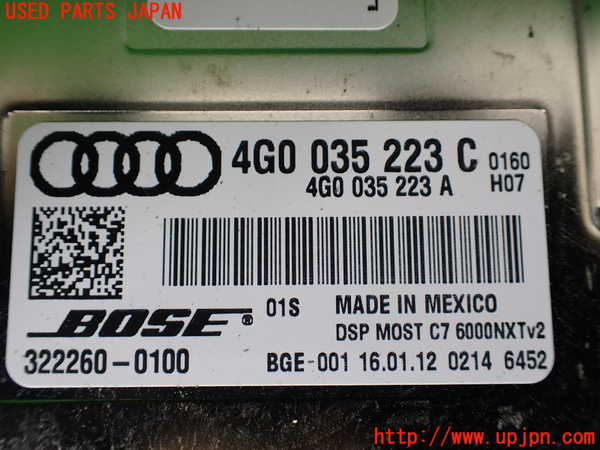 USED PARTS JAPAN
4G0 035 223 C 0160
4G0 035 223 A H07
BOSE® 01S MADE IN MEXICO
DSP MOST C7 6000NXTv2
322260-0100 BGE-001 16.01.12 0214 6452
http://www.upjpn.com/